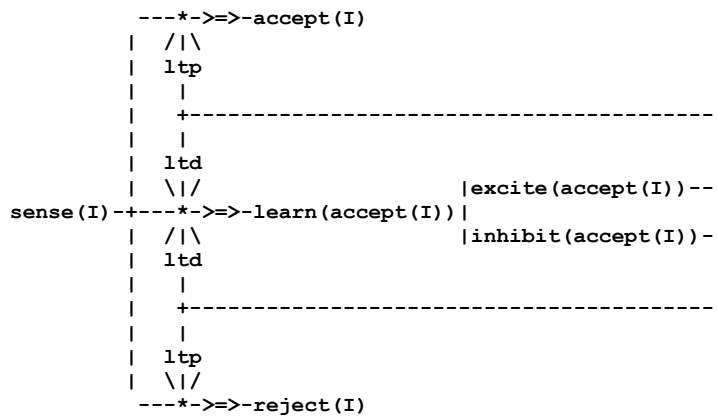 ---*->=>-accept(I)
| /|\
| ltp
| |
| +-----------------------------------------
| |
| ltd
| \|/ |excite(accept(I))--
sense(I)-+---*->=>-learn(accept(I))|
| /|\ |inhibit(accept(I))-
| ltd
| |
| +-----------------------------------------
| |
| ltp
| \|/
---*->=>-reject(I)